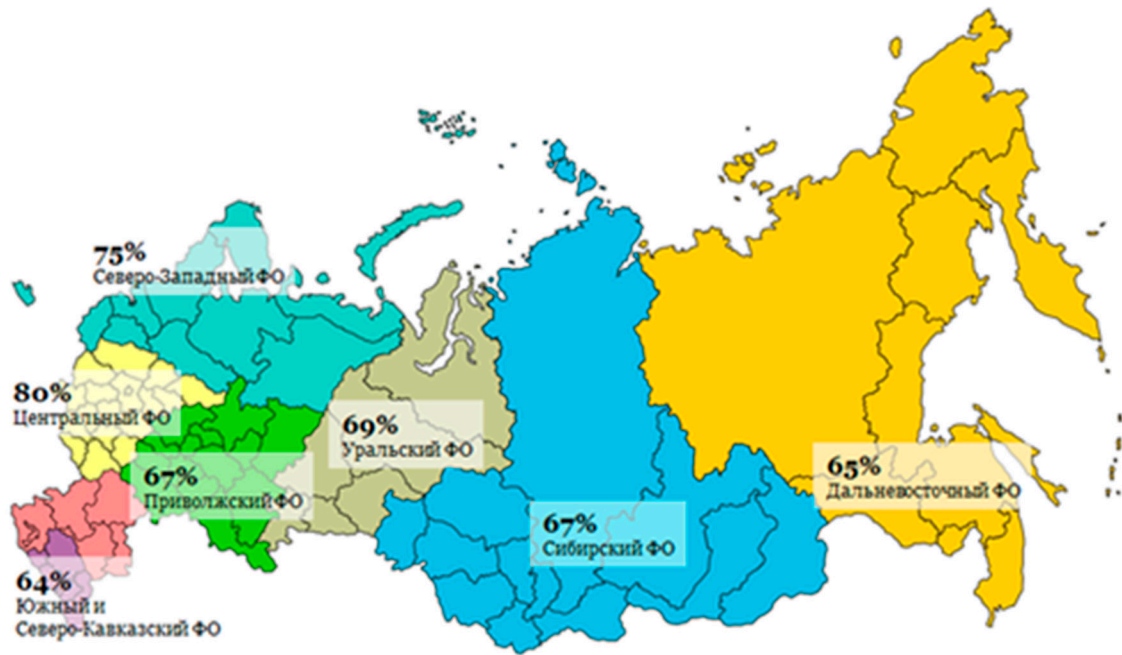 75%
Северо-Западный ФО
80%
Центральный ФО
69%
Уральский ФО
67%
Приволжский ФО
65%
Дальневосточный ФО
67%
Сибирский ФО
64%
Южный и
Северо-Кавказский ФО